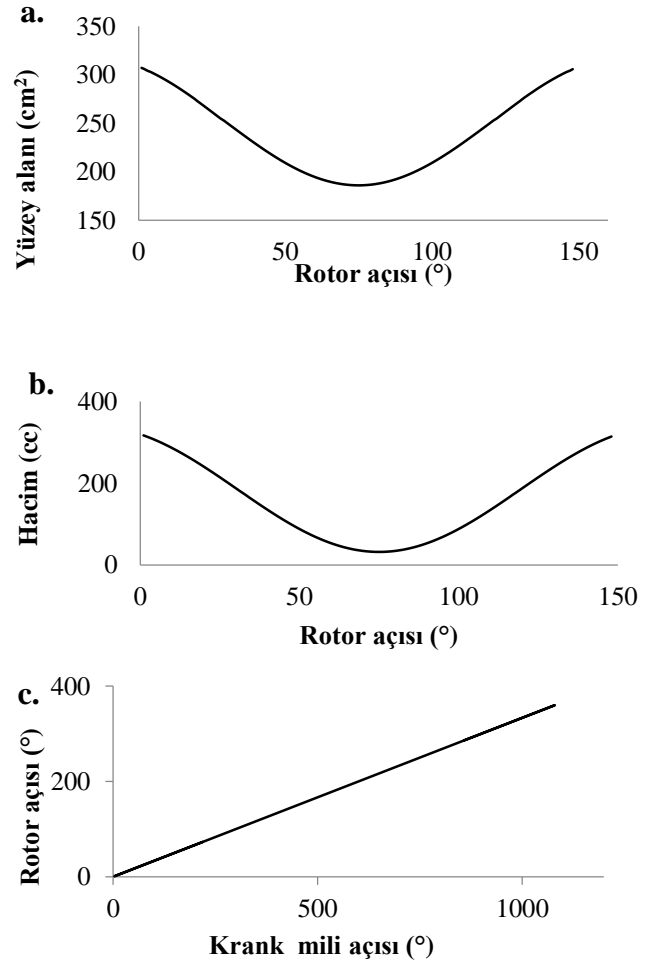 a.
350
300
250
200
150
Yüzey alanı (cm²)
0 50 100 150
Rotor açısı (°)
b.
400
200
0
Hacim (cc)
0 50 100 150
Rotor açısı (°)
c.
400
200
0
Rotor açısı (°)
0 500 1000
Krank mili açısı (°)